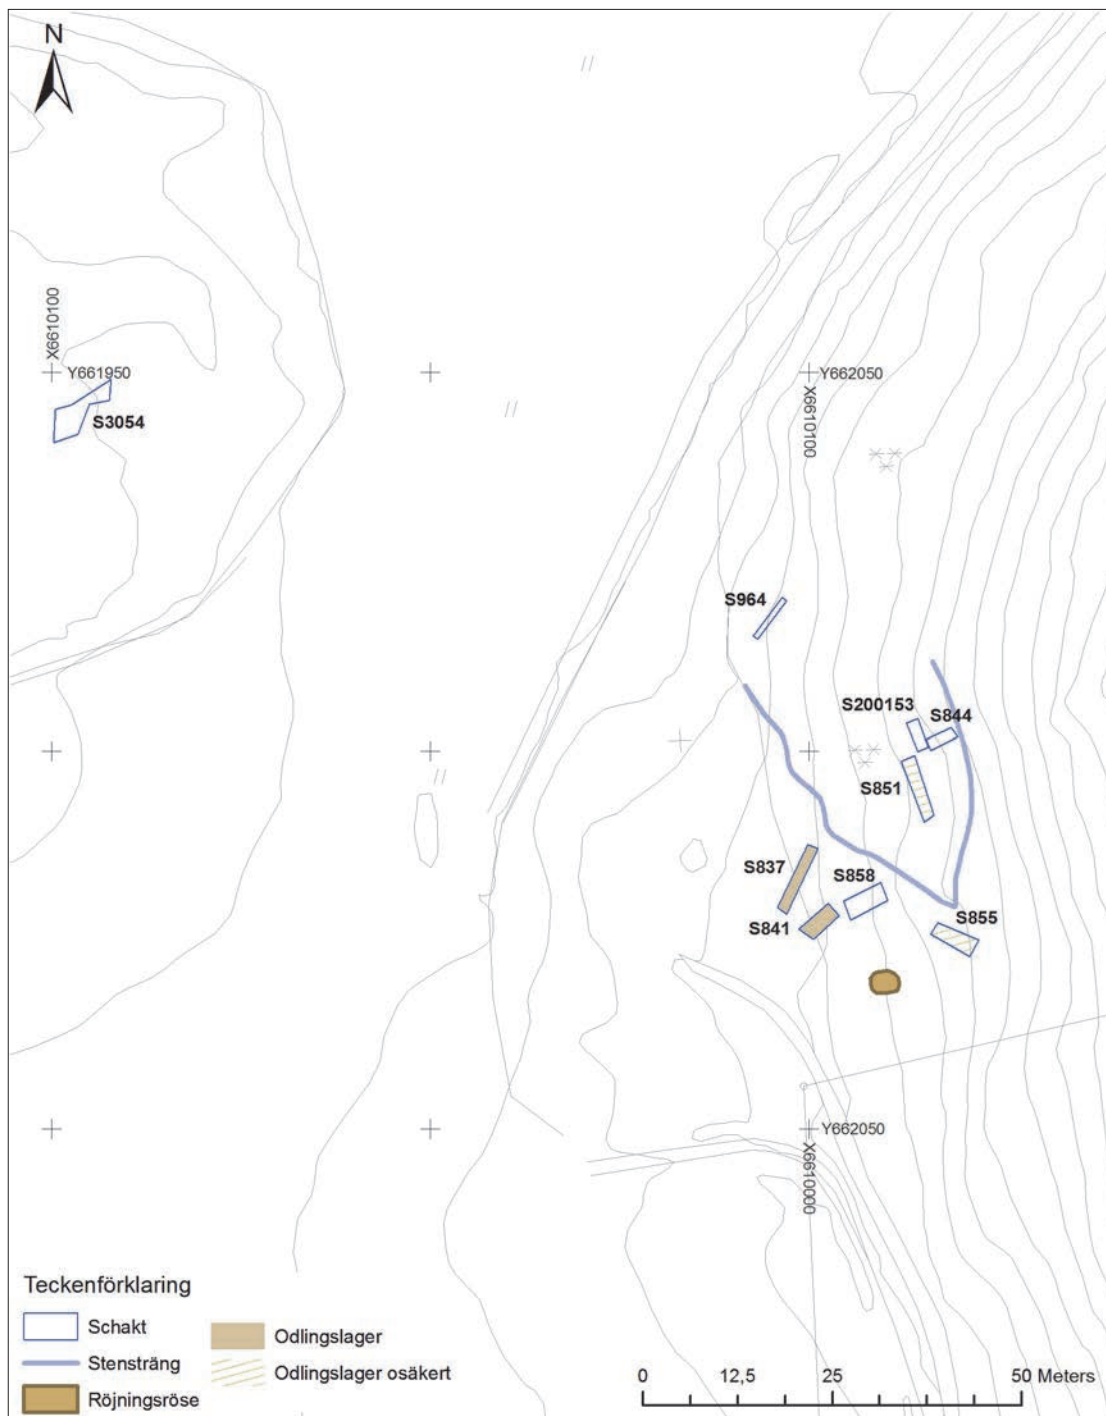 N
X6610100
Y661950
S3054
Y662050
X6610100
S964
S200153
S844
S851
S837
S858
S841
S855
Y662050
X6610000
Teckenförklaring
Schakt
Stensträng
Röjningsröse
Odlingslager
Odlingslager osäkert
0 12,5 25 50 Meters